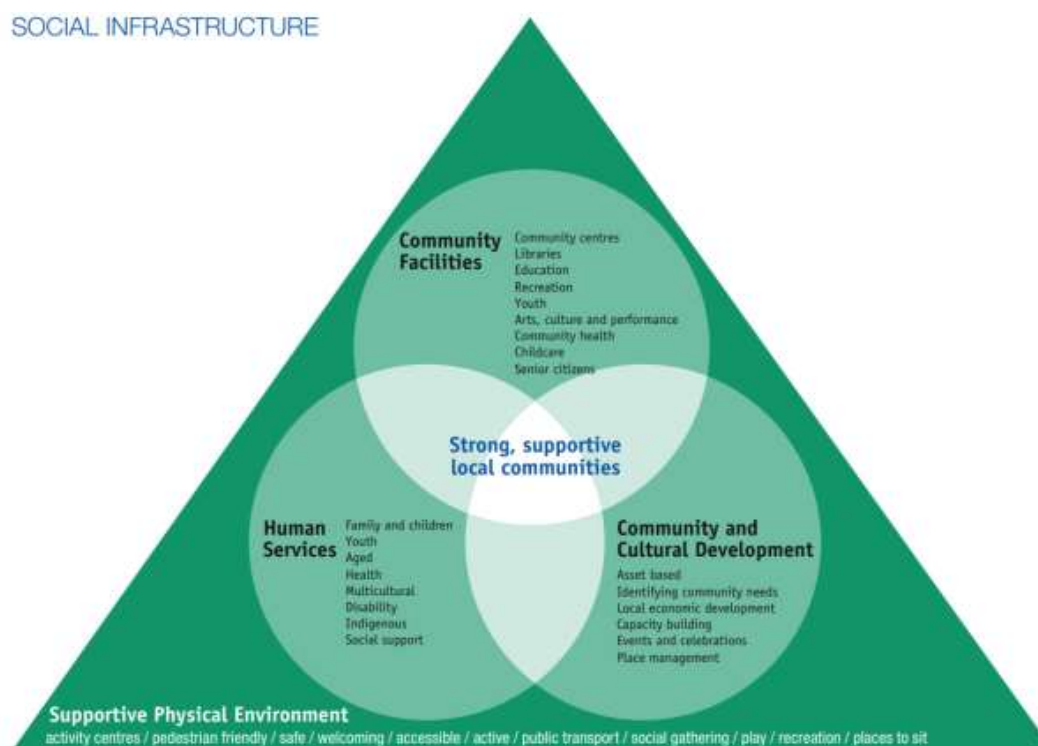 SOCIAL INFRASTRUCTURE
Community
Facilities
Community centres
Libraries
Education
Recreation
Youth
Arts, culture and performance
Community health
Childcare
Senior citizens
Strong, supportive
local communities
Human
Services
Family and children
Youth
Aged
Health
Multicultural
Disability
Indigenous
Social support
Community and
Cultural Development
Asset based
Identifying community needs
Local economic development
Capacity building
Events and celebrations
Place management
Supportive Physical Environment
activity centres / pedestrian friendly / safe / welcoming / accessible / active / public transport / social gathering / play / recreation / places to sit